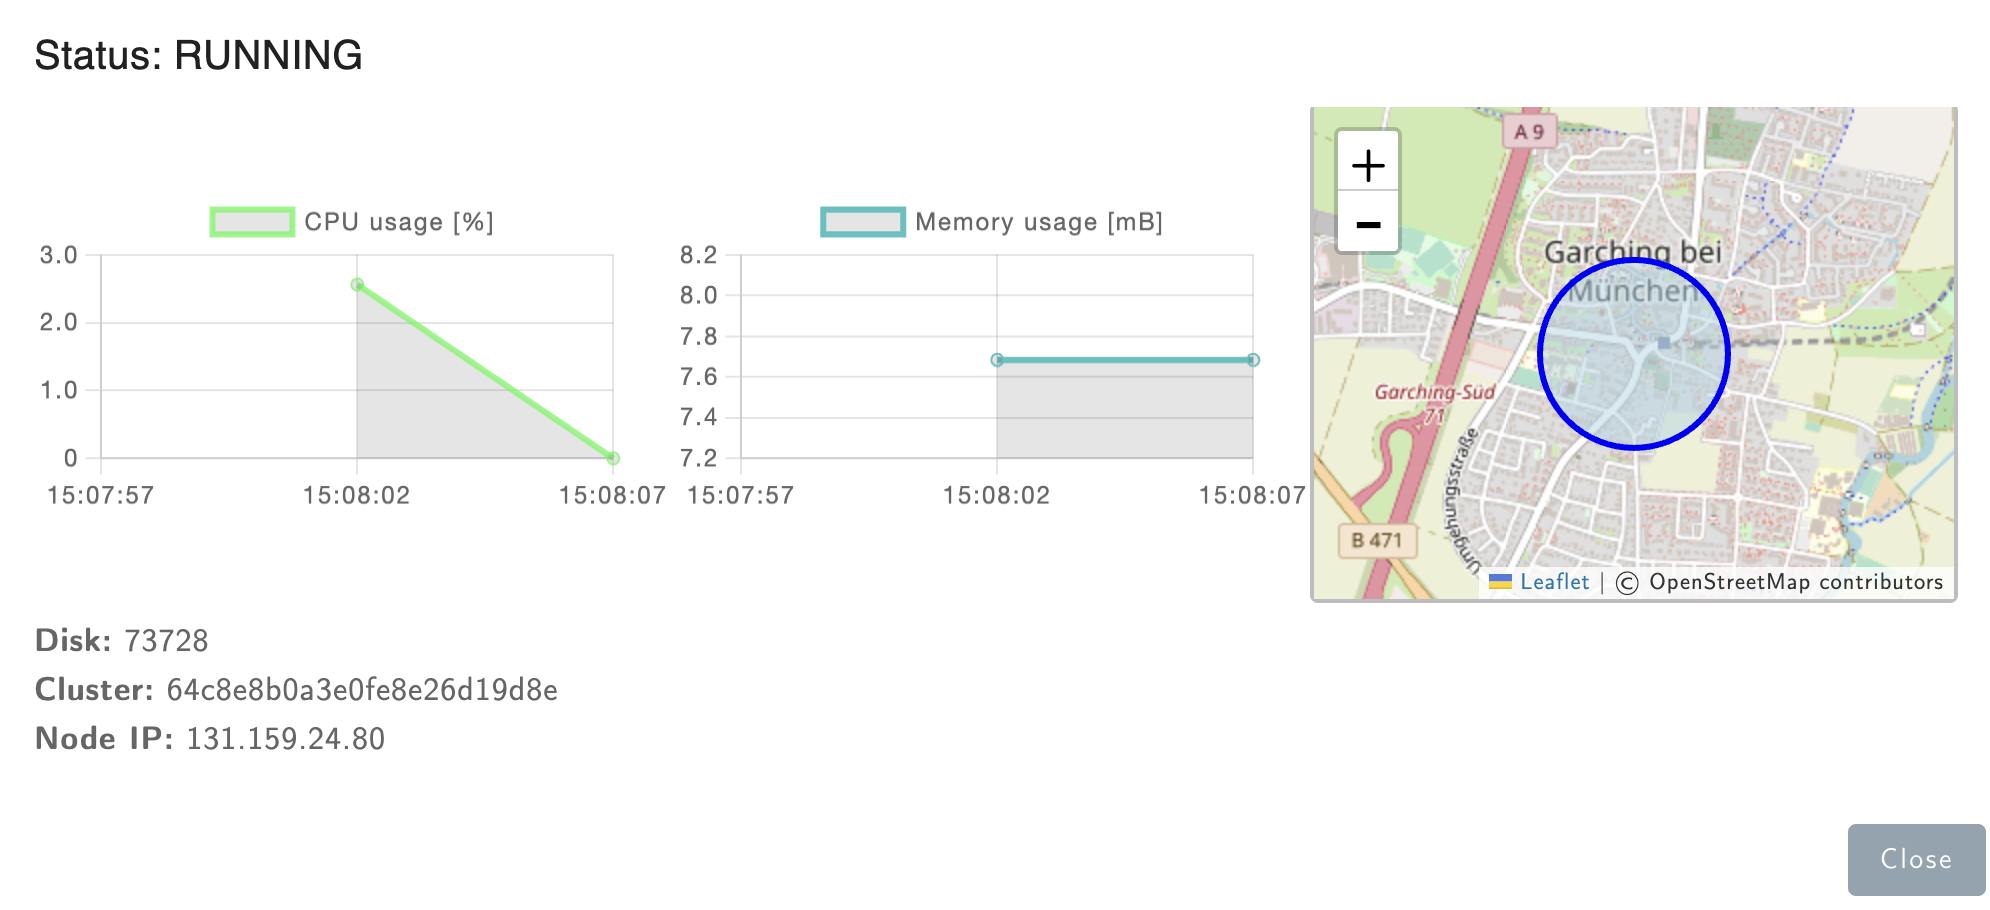 Status: RUNNING
CPU usage [%]
3.0
2.0
1.0
0
15:07:57
15:08:02
15:08:07
Memory usage [mB]
8.2
8.0
7.8
7.6
7.4
7.2
15:07:57
15:08:02
15:08:07
+
-
A 9
Garching bei
München
Garching-Süd
71
Umgehungsstraße
B 471
Leaflet | © OpenStreetMap contributors
Disk: 73728
Cluster: 64c8e8b0a3e0fe8e26d19d8e
Node IP: 131.159.24.80
Close